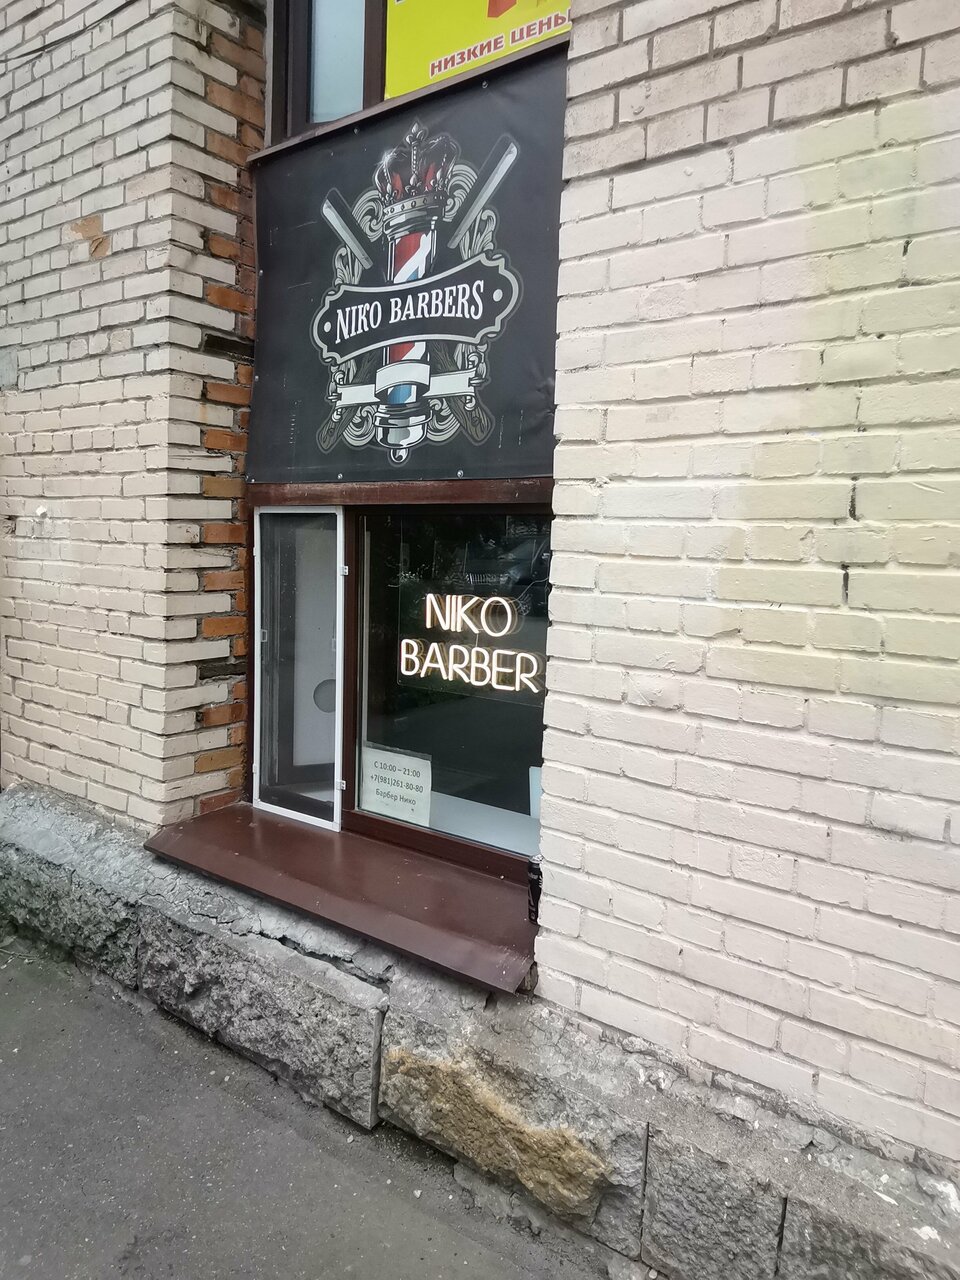 НИЗКИЕ ЦЕНЫ
NIKO BARBERS
NIKO
BARBER
С 10:00 – 21:00
+7(981)261-80-80
Барбер Нико